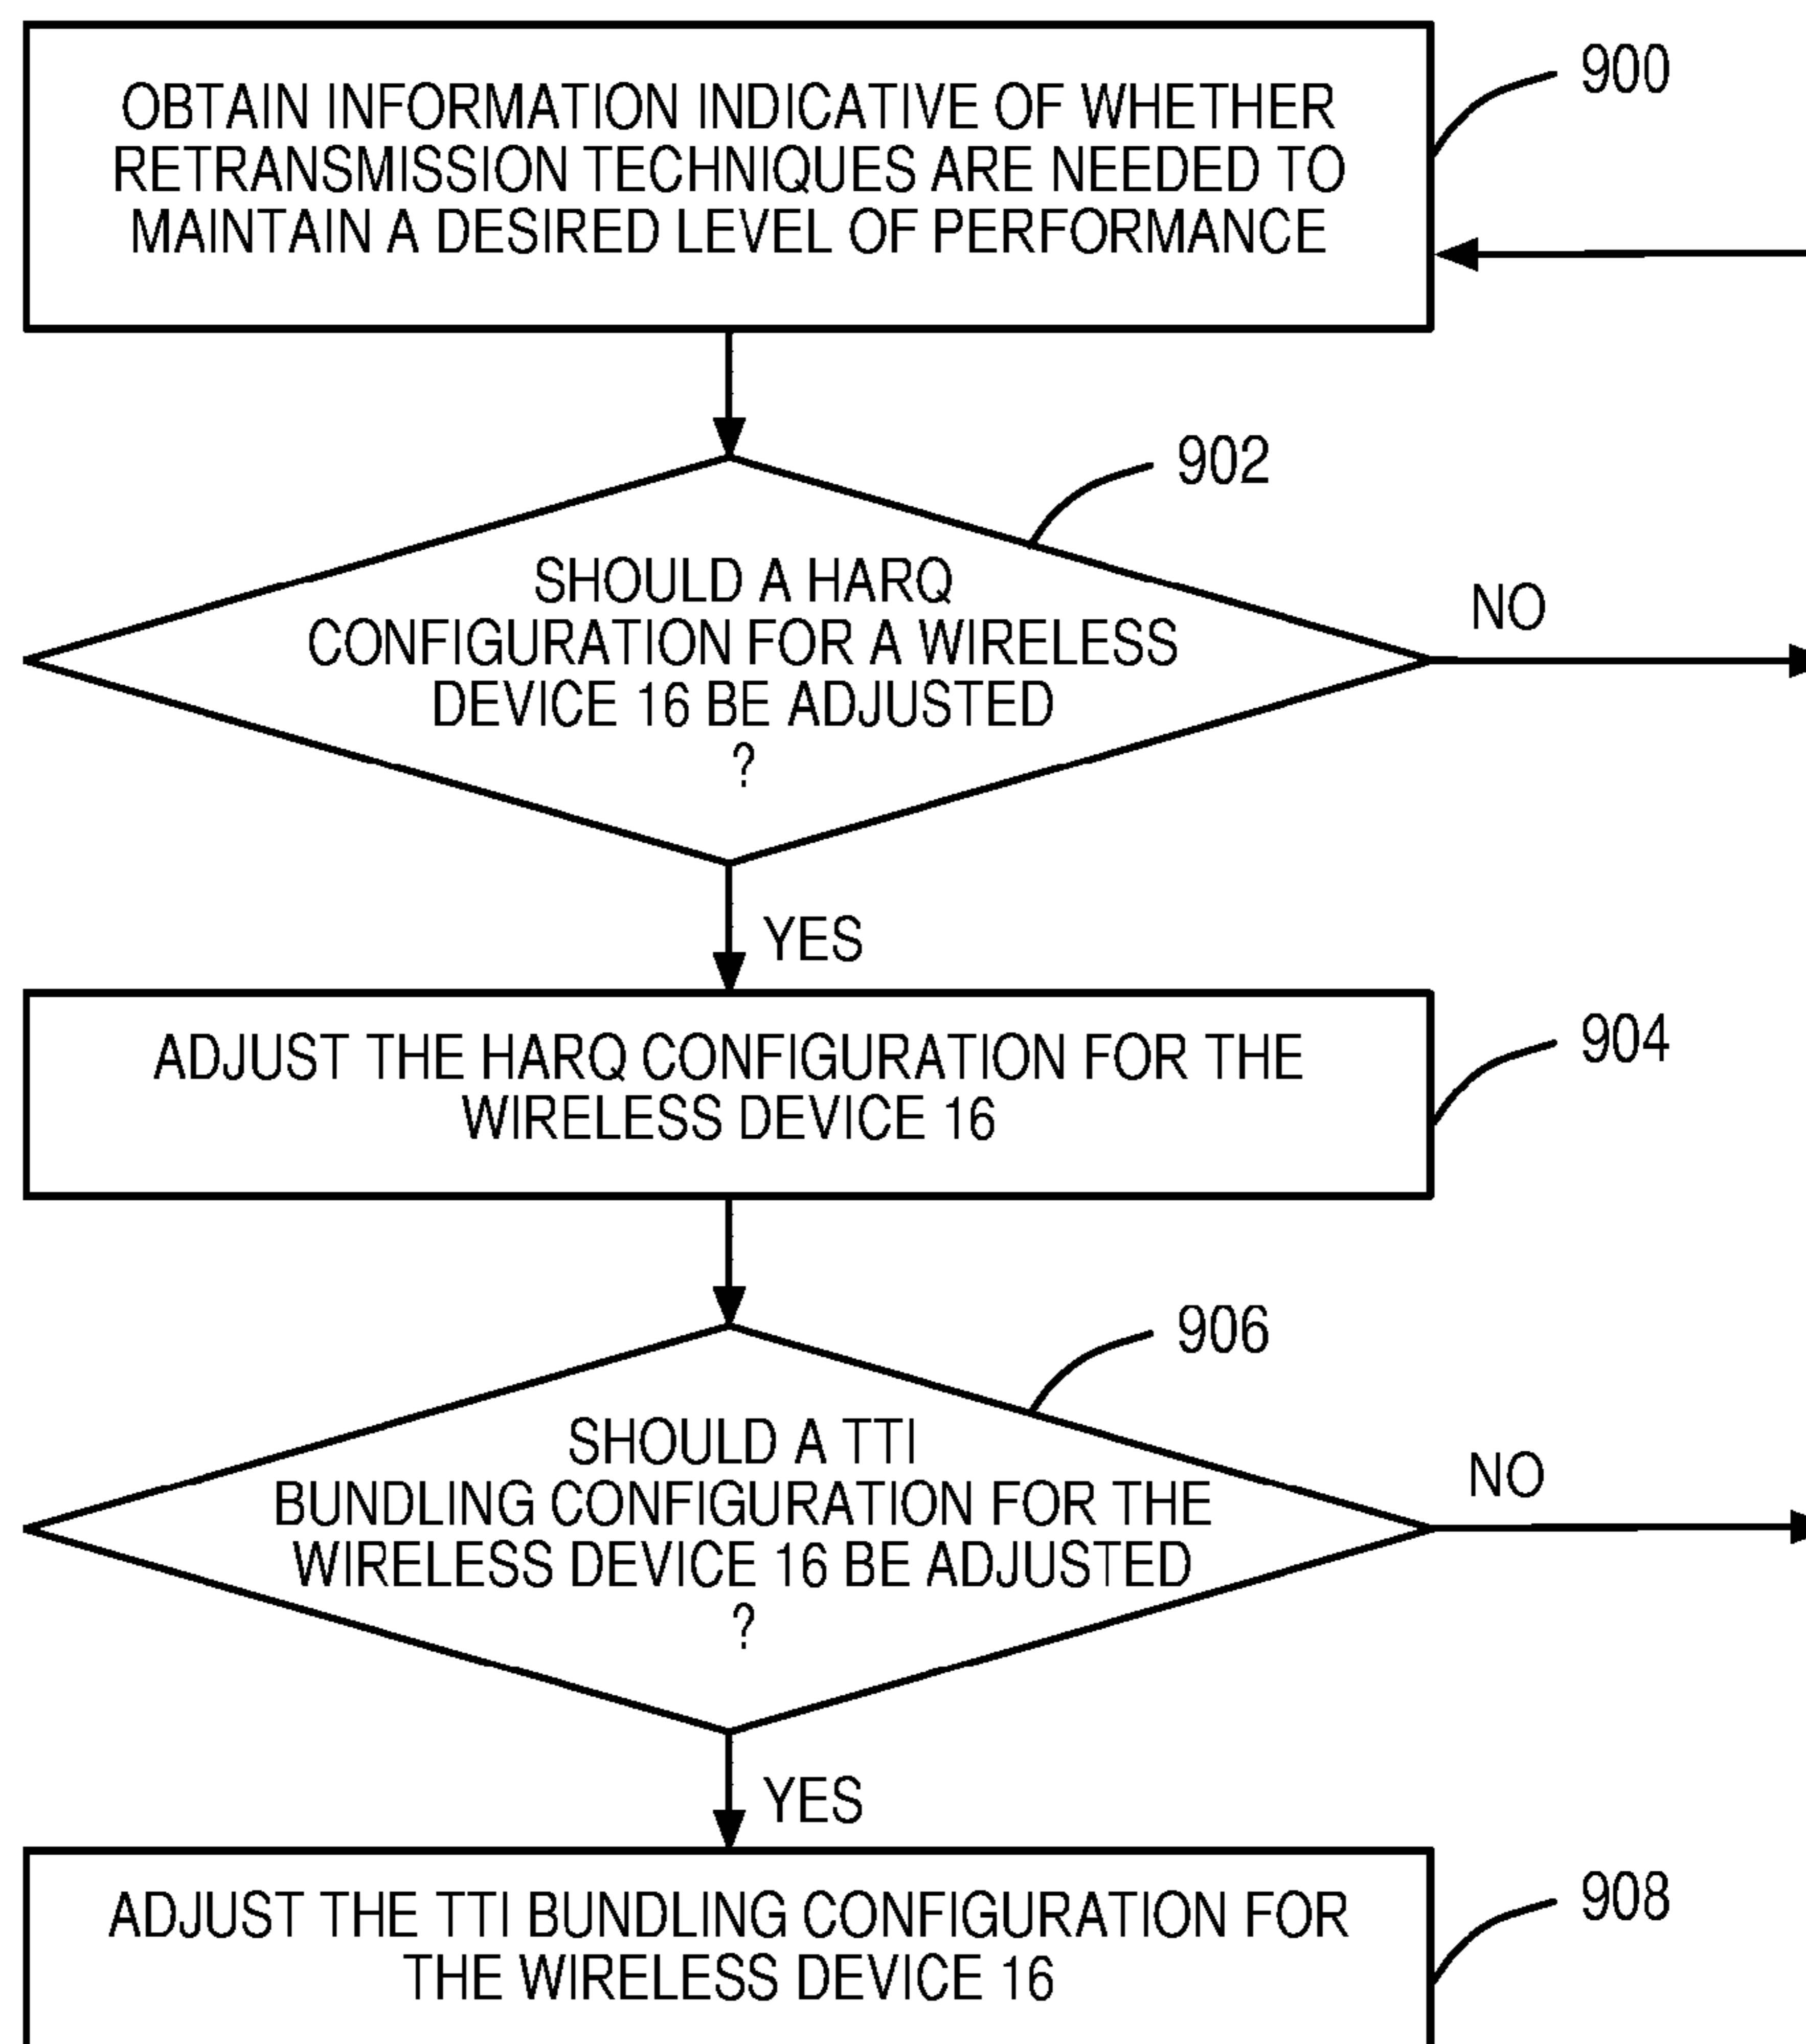 OBTAIN INFORMATION INDICATIVE OF WHETHER
RETRANSMISSION TECHNIQUES ARE NEEDED TO
MAINTAIN A DESIRED LEVEL OF PERFORMANCE
900
902
SHOULD A HARQ
CONFIGURATION FOR A WIRELESS
DEVICE 16 BE ADJUSTED
?
NO
YES
ADJUST THE HARQ CONFIGURATION FOR THE
WIRELESS DEVICE 16
904
906
SHOULD A TTI
BUNDLING CONFIGURATION FOR THE
WIRELESS DEVICE 16 BE ADJUSTED
?
NO
YES
ADJUST THE TTI BUNDLING CONFIGURATION FOR
THE WIRELESS DEVICE 16
908